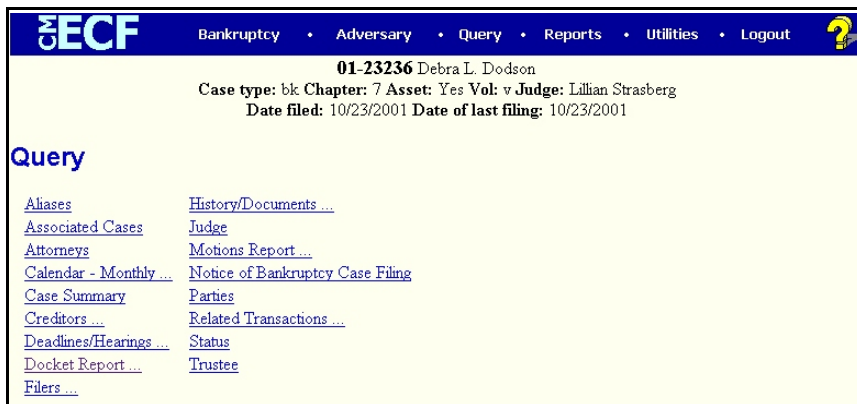 CM ECF Bankruptcy • Adversary • Query • Reports • Utilities • Logout ?
01-23236 Debra L. Dodson
Case type: bk Chapter: 7 Asset: Yes Vol: v Judge: Lillian Strasberg
Date filed: 10/23/2001 Date of last filing: 10/23/2001
Query
Aliases
Associated Cases
Attorneys
Calendar - Monthly ...
Case Summary
Creditors ...
Deadlines/Hearings ...
Docket Report ...
Filers ...
History/Documents ...
Judge
Motions Report ...
Notice of Bankruptcy Case Filing
Parties
Related Transactions ...
Status
Trustee